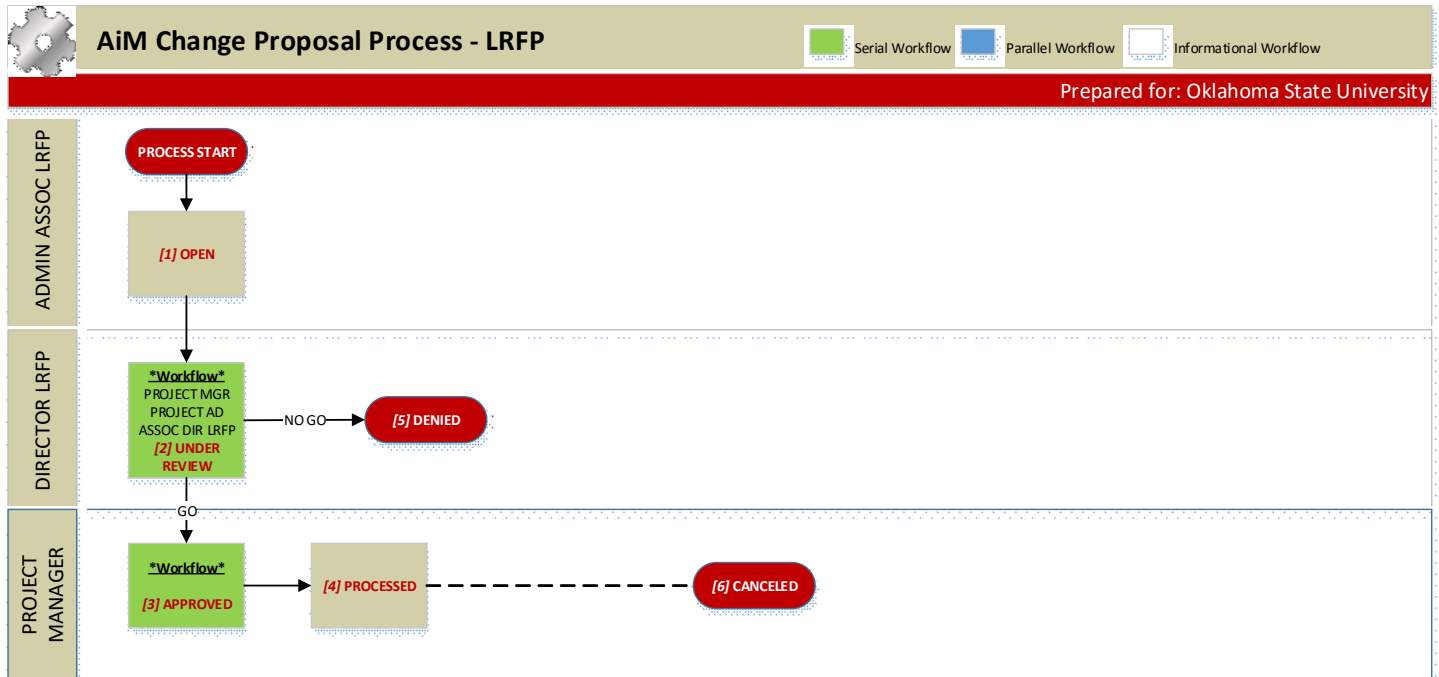 AiM Change Proposal Process - LRFP
Serial Workflow
Parallel Workflow
Informational Workflow
Prepared for: Oklahoma State University
ADMIN ASSOC LRFP
PROCESS START
[1] OPEN
DIRECTOR LRFP
*Workflow*
PROJECT MGR
PROJECT AD
ASSOC DIR LRFP
[2] UNDER
REVIEW
NO GO
[5] DENIED
GO
PROJECT
MANAGER
*Workflow*
[3] APPROVED
[4] PROCESSED
[6] CANCELED